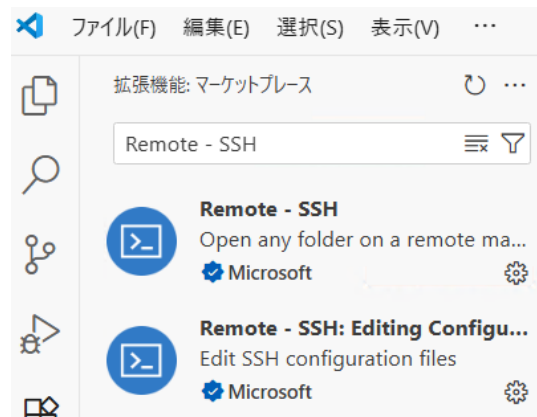 ファイル(F) 編集(E) 選択(S) 表示(V) …
拡張機能: マーケットプレース
Remote - SSH
Remote - SSH
Open any folder on a remote ma...
Microsoft
Remote - SSH: Editing Configu...
Edit SSH configuration files
Microsoft